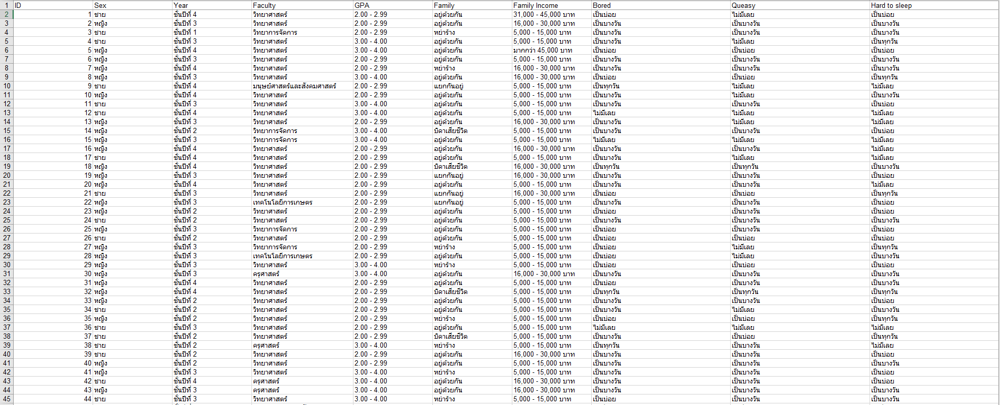 1 ID Sex Year Faculty GPA Family Family Income Bored Queasy Hard to sleep
2 1 ชาย ชั้นปีที่ 4 วิทยาศาสตร์ 2.00 - 2.99 อยู่ด้วยกัน 31,000 - 45,000 บาท เป็นบ่อย ไม่มีเลย เป็นบ่อย
3 2 หญิง ชั้นปีที่ 3 วิทยาศาสตร์ 2.00 - 2.99 อยู่ด้วยกัน 16,000 - 30,000 บาท เป็นบางวัน เป็นบางวัน เป็นบางวัน
4 3 ชาย ชั้นปีที่ 1 วิทยาการจัดการ 2.00 - 2.99 หย่าร้าง 5,000 - 15,000 บาท เป็นบางวัน เป็นบางวัน เป็นบางวัน
5 4 ชาย ชั้นปีที่ 3 วิทยาศาสตร์ 3.00 - 4.00 อยู่ด้วยกัน 5,000 - 15,000 บาท เป็นบางวัน ไม่มีเลย เป็นทุกวัน
6 5 หญิง ชั้นปีที่ 4 วิทยาศาสตร์ 3.00 - 4.00 อยู่ด้วยกัน มากกว่า 45,000 บาท เป็นบ่อย เป็นบ่อย เป็นบ่อย
7 6 หญิง ชั้นปีที่ 3 วิทยาศาสตร์ 2.00 - 2.99 อยู่ด้วยกัน 5,000 - 15,000 บาท เป็นบางวัน เป็นบางวัน เป็นบางวัน
8 7 หญิง ชั้นปีที่ 4 วิทยาศาสตร์ 2.00 - 2.99 หย่าร้าง 16,000 - 30,000 บาท เป็นบางวัน เป็นบางวัน เป็นบางวัน
9 8 หญิง ชั้นปีที่ 3 วิทยาศาสตร์ 3.00 - 4.00 อยู่ด้วยกัน 16,000 - 30,000 บาท เป็นบ่อย เป็นบ่อย เป็นทุกวัน
10 9 ชาย ชั้นปีที่ 4 มนุษย์ศาสตร์และสังคมศาสตร์ 2.00 - 2.99 แยกกันอยู่ 5,000 - 15,000 บาท เป็นทุกวัน ไม่มีเลย ไม่มีเลย
11 10 หญิง ชั้นปีที่ 4 วิทยาศาสตร์ 2.00 - 2.99 อยู่ด้วยกัน 5,000 - 15,000 บาท เป็นบางวัน ไม่มีเลย เป็นบางวัน
12 11 ชาย ชั้นปีที่ 3 วิทยาศาสตร์ 3.00 - 4.00 อยู่ด้วยกัน 5,000 - 15,000 บาท เป็นบางวัน เป็นบางวัน เป็นบ่อย
13 12 ชาย ชั้นปีที่ 4 วิทยาศาสตร์ 3.00 - 4.00 อยู่ด้วยกัน 5,000 - 15,000 บาท ไม่มีเลย ไม่มีเลย ไม่มีเลย
14 13 หญิง ชั้นปีที่ 3 วิทยาศาสตร์ 2.00 - 2.99 อยู่ด้วยกัน 16,000 - 30,000 บาท เป็นบางวัน ไม่มีเลย ไม่มีเลย
15 14 หญิง ชั้นปีที่ 2 วิทยาการจัดการ 3.00 - 4.00 บิดาเสียชีวิต 5,000 - 15,000 บาท เป็นบางวัน เป็นบางวัน เป็นบ่อย
16 15 หญิง ชั้นปีที่ 3 วิทยาการจัดการ 3.00 - 4.00 อยู่ด้วยกัน 5,000 - 15,000 บาท ไม่มีเลย ไม่มีเลย ไม่มีเลย
17 16 หญิง ชั้นปีที่ 4 วิทยาศาสตร์ 2.00 - 2.99 อยู่ด้วยกัน 16,000 - 30,000 บาท เป็นบางวัน เป็นบางวัน ไม่มีเลย
18 17 ชาย ชั้นปีที่ 4 วิทยาศาสตร์ 2.00 - 2.99 อยู่ด้วยกัน 5,000 - 15,000 บาท เป็นบางวัน ไม่มีเลย ไม่มีเลย
19 18 หญิง ชั้นปีที่ 4 วิทยาศาสตร์ 2.00 - 2.99 บิดาเสียชีวิต 16,000 - 30,000 บาท เป็นทุกวัน เป็นทุกวัน เป็นบางวัน
20 19 หญิง ชั้นปีที่ 3 วิทยาศาสตร์ 2.00 - 2.99 แยกกันอยู่ 16,000 - 30,000 บาท เป็นบางวัน เป็นบางวัน เป็นบ่อย
21 20 หญิง ชั้นปีที่ 4 วิทยาศาสตร์ 2.00 - 2.99 อยู่ด้วยกัน 5,000 - 15,000 บาท เป็นบางวัน เป็นบางวัน ไม่มีเลย
22 21 ชาย ชั้นปีที่ 3 วิทยาศาสตร์ 2.00 - 2.99 แยกกันอยู่ 16,000 - 30,000 บาท เป็นบ่อย เป็นบ่อย เป็นทุกวัน
23 22 หญิง ชั้นปีที่ 3 เทคโนโลยีการเกษตร 2.00 - 2.99 แยกกันอยู่ 5,000 - 15,000 บาท เป็นบางวัน เป็นบางวัน เป็นบ่อย
24 23 หญิง ชั้นปีที่ 2 วิทยาศาสตร์ 2.00 - 2.99 อยู่ด้วยกัน 5,000 - 15,000 บาท เป็นบ่อย เป็นบางวัน เป็นบ่อย
25 24 ชาย ชั้นปีที่ 2 วิทยาศาสตร์ 2.00 - 2.99 อยู่ด้วยกัน 5,000 - 15,000 บาท เป็นบางวัน เป็นบางวัน เป็นบางวัน
26 25 หญิง ชั้นปีที่ 3 วิทยาการจัดการ 2.00 - 2.99 อยู่ด้วยกัน 5,000 - 15,000 บาท เป็นบ่อย เป็นบางวัน เป็นบ่อย
27 26 ชาย ชั้นปีที่ 2 วิทยาศาสตร์ 2.00 - 2.99 อยู่ด้วยกัน 5,000 - 15,000 บาท เป็นบ่อย เป็นบ่อย เป็นบ่อย
28 27 หญิง ชั้นปีที่ 3 วิทยาการจัดการ 2.00 - 2.99 หย่าร้าง 5,000 - 15,000 บาท เป็นบ่อย ไม่มีเลย เป็นทุกวัน
29 28 หญิง ชั้นปีที่ 3 เทคโนโลยีการเกษตร 2.00 - 2.99 อยู่ด้วยกัน 5,000 - 15,000 บาท เป็นบ่อย ไม่มีเลย เป็นบางวัน
30 29 หญิง ชั้นปีที่ 3 วิทยาศาสตร์ 3.00 - 4.00 หย่าร้าง 5,000 - 15,000 บาท เป็นบ่อย เป็นบ่อย เป็นบ่อย
31 30 หญิง ชั้นปีที่ 3 ครุศาสตร์ 3.00 - 4.00 อยู่ด้วยกัน 16,000 - 30,000 บาท เป็นบางวัน เป็นบางวัน เป็นบางวัน
32 31 หญิง ชั้นปีที่ 4 วิทยาศาสตร์ 2.00 - 2.99 อยู่ด้วยกัน 5,000 - 15,000 บาท เป็นบ่อย เป็นบางวัน เป็นบางวัน
33 32 หญิง ชั้นปีที่ 4 วิทยาศาสตร์ 2.00 - 2.99 บิดาเสียชีวิต 5,000 - 15,000 บาท เป็นทุกวัน เป็นทุกวัน เป็นทุกวัน
34 33 หญิง ชั้นปีที่ 2 วิทยาศาสตร์ 2.00 - 2.99 อยู่ด้วยกัน 5,000 - 15,000 บาท เป็นบางวัน เป็นบางวัน เป็นบ่อย
35 34 ชาย ชั้นปีที่ 2 วิทยาศาสตร์ 2.00 - 2.99 อยู่ด้วยกัน 5,000 - 15,000 บาท เป็นบางวัน ไม่มีเลย เป็นบางวัน
36 35 หญิง ชั้นปีที่ 2 วิทยาศาสตร์ 2.00 - 2.99 หย่าร้าง 5,000 - 15,000 บาท เป็นบ่อย เป็นบ่อย เป็นทุกวัน
37 36 ชาย ชั้นปีที่ 3 วิทยาศาสตร์ 2.00 - 2.99 อยู่ด้วยกัน 5,000 - 15,000 บาท ไม่มีเลย ไม่มีเลย ไม่มีเลย
38 37 ชาย ชั้นปีที่ 2 วิทยาศาสตร์ 2.00 - 2.99 บิดาเสียชีวิต 5,000 - 15,000 บาท เป็นบางวัน เป็นบ่อย เป็นทุกวัน
39 38 ชาย ชั้นปีที่ 2 ครุศาสตร์ 3.00 - 4.00 หย่าร้าง 5,000 - 15,000 บาท เป็นทุกวัน เป็นบางวัน ไม่มีเลย
40 39 ชาย ชั้นปีที่ 2 วิทยาศาสตร์ 2.00 - 2.99 อยู่ด้วยกัน 16,000 - 30,000 บาท เป็นบางวัน เป็นบางวัน เป็นบ่อย
41 40 หญิง ชั้นปีที่ 2 วิทยาศาสตร์ 2.00 - 2.99 อยู่ด้วยกัน 5,000 - 15,000 บาท เป็นบางวัน เป็นบางวัน เป็นบางวัน
42 41 หญิง ชั้นปีที่ 3 วิทยาศาสตร์ 3.00 - 4.00 หย่าร้าง 5,000 - 15,000 บาท เป็นบางวัน เป็นบางวัน เป็นบ่อย
43 42 ชาย ชั้นปีที่ 4 ครุศาสตร์ 3.00 - 4.00 อยู่ด้วยกัน 16,000 - 30,000 บาท เป็นบางวัน เป็นบางวัน เป็นบ่อย
44 43 หญิง ชั้นปีที่ 3 ครุศาสตร์ 3.00 - 4.00 อยู่ด้วยกัน 16,000 - 30,000 บาท เป็นบางวัน เป็นบางวัน เป็นบางวัน
45 44 ชาย ชั้นปีที่ 3 วิทยาศาสตร์ 3.00 - 4.00 หย่าร้าง 5,000 - 15,000 บาท เป็นบ่อย เป็นบางวัน เป็นบางวัน